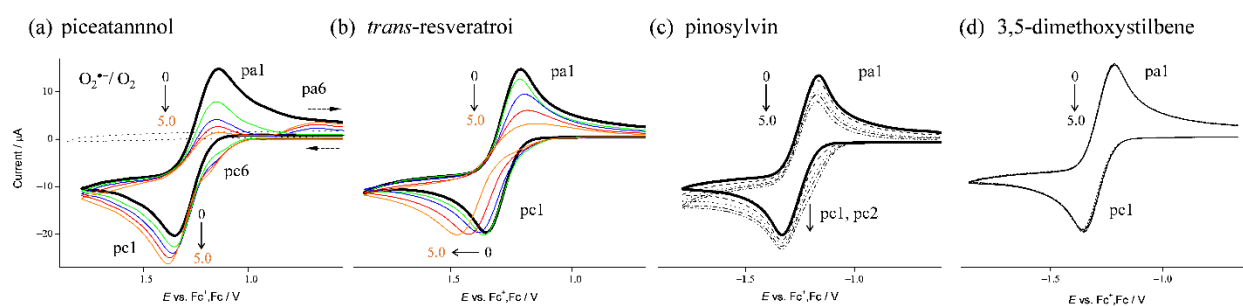 (a) piceatannnol
O₂•⁻/ O₂
0
5.0
pa1
pa6
pc6
pc1
0
5.0
Current / μA
10
0
−10
−20
1.5
1.0
E vs. Fc⁺,Fc / V
(b) trans-resveratroi
pa1
0
5.0
pc1
5.0
0
1.5
1.0
E vs. Fc⁺,Fc / V
(c) pinosylvin
pa1
0
5.0
pc1, pc2
−1.5
−1.0
E vs. Fc⁺,Fc / V
(d) 3,5-dimethoxystilbene
0
5.0
pa1
pc1
−1.5
−1.0
E vs. Fc⁺,Fc / V